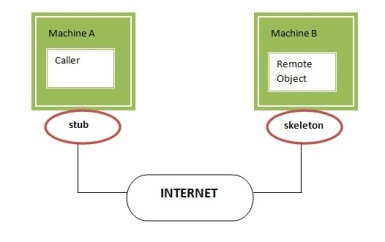 Machine A
Caller
stub
Machine B
Remote
Object
skeleton
INTERNET